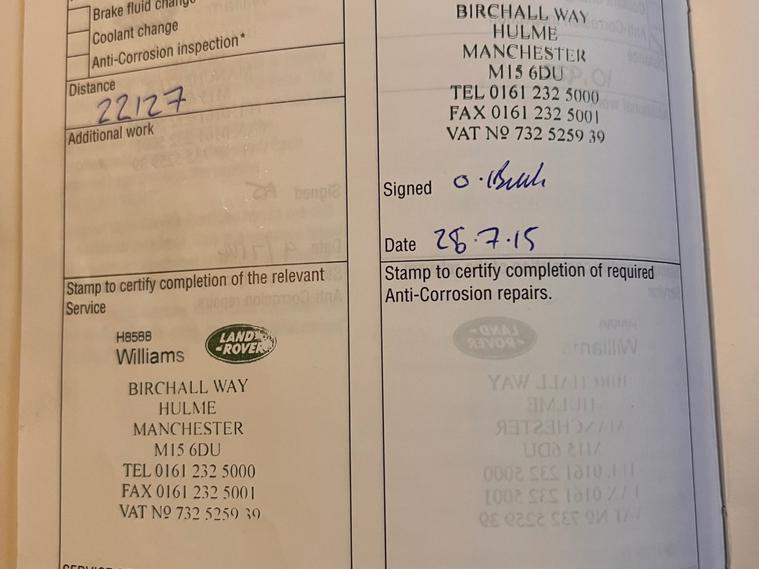 Brake fluid change
Coolant change
Anti-Corrosion inspection*
Distance
22127
Additional work
Stamp to certify completion of the relevant
Service
H8588
Williams
LAND
-ROVER
BIRCHALL WAY
HULME
MANCHESTER
M15 6DU
TEL 0161 232 5000
FAX 0161 232 5001
VAT Nº 732 5259 39
BIRCHALL WAY
HULME
MANCHESTER
M15 6DU
TEL 0161 232 5000
FAX 0161 232 5001
VAT Nº 732 5259 39
Signed
Date 28.7.15
Stamp to certify completion of required
Anti-Corrosion repairs.